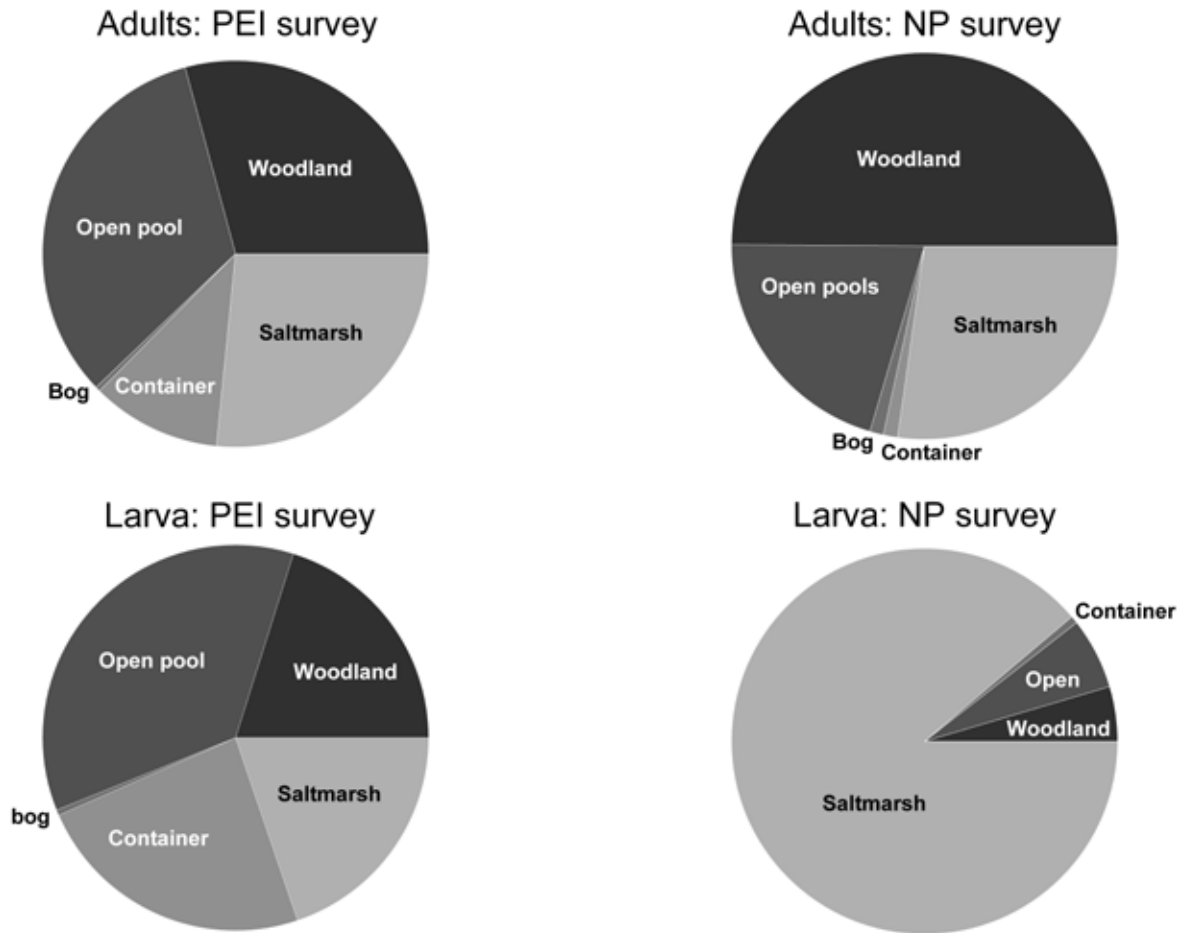 Adults: PEI survey
Woodland
Open pool
Saltmarsh
Bog
Container
Adults: NP survey
Woodland
Open pools
Saltmarsh
Bog
Container
Larva: PEI survey
Open pool
Woodland
Saltmarsh
bog
Container
Larva: NP survey
Container
Open
Woodland
Saltmarsh